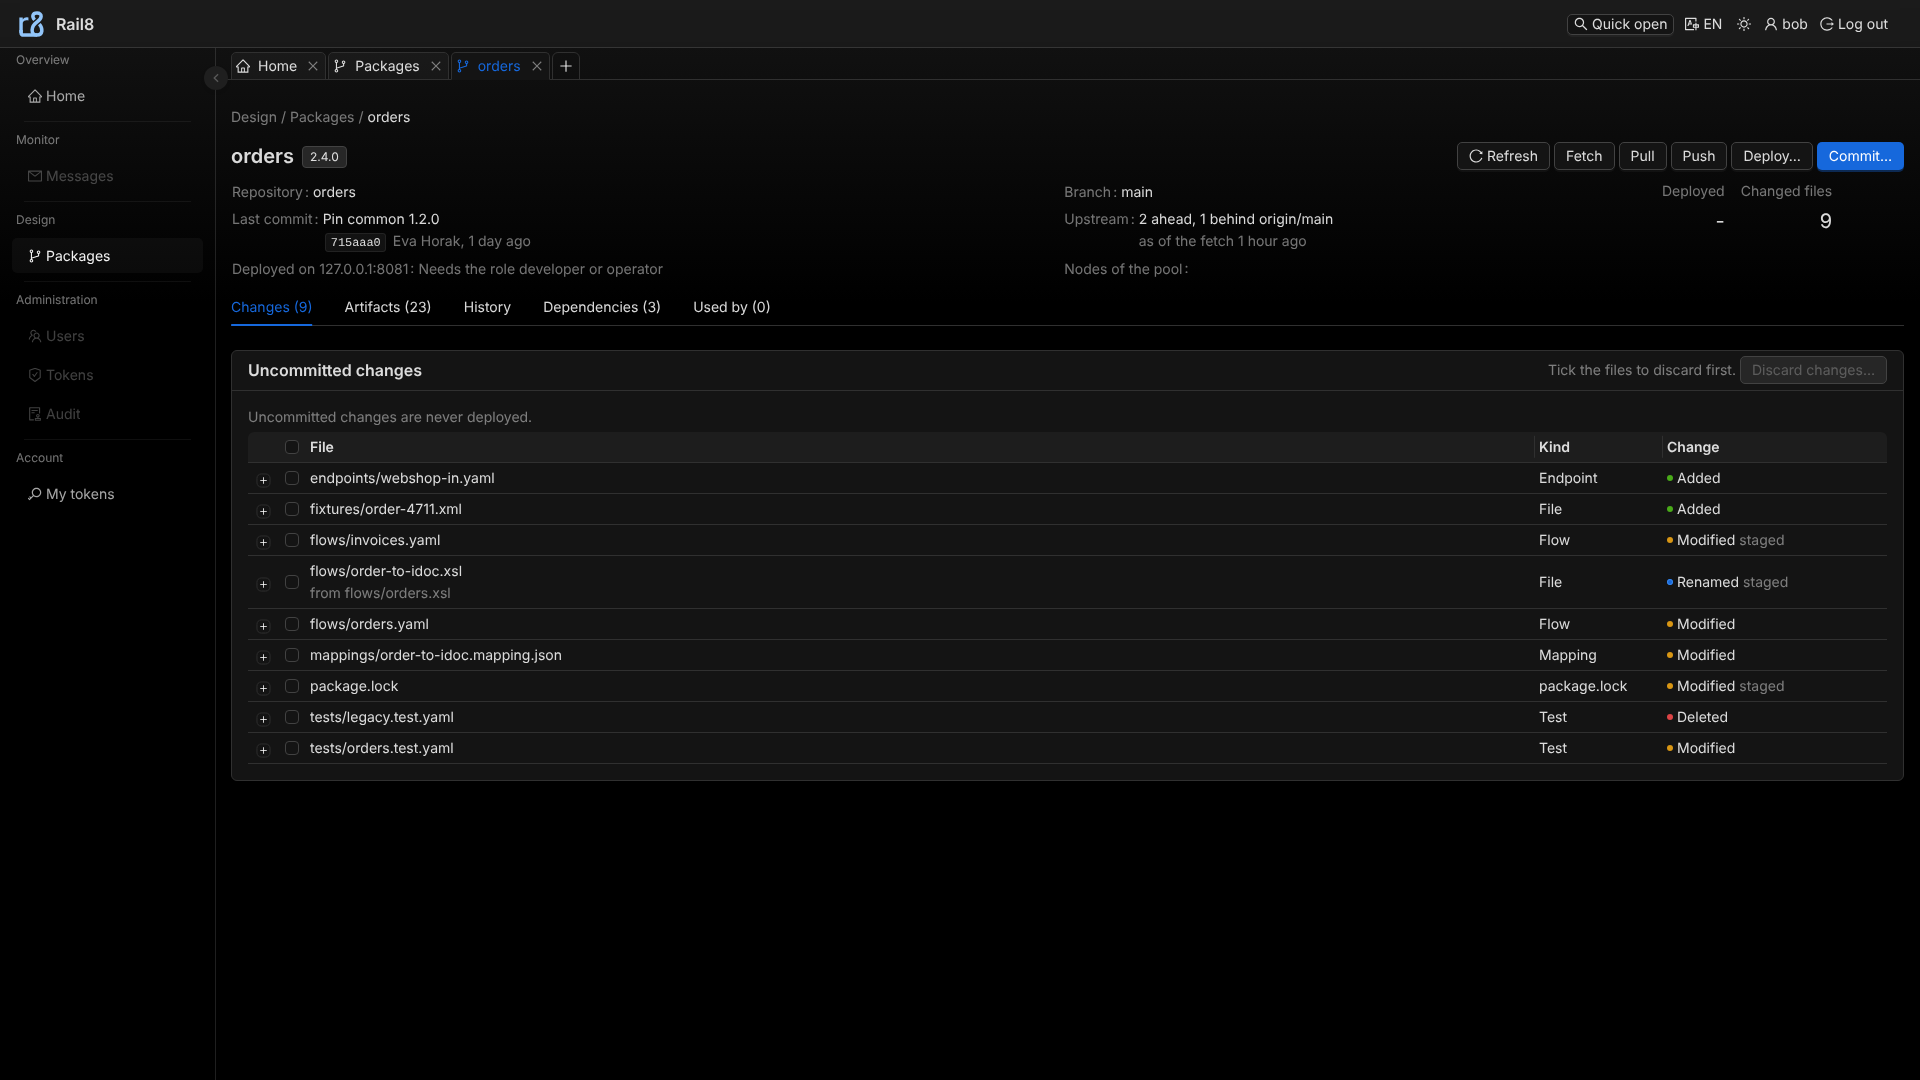 Rail8
Quick open
EN
bob
Log out
Overview
Home
Monitor
Messages
Design
Packages
Administration
Users
Tokens
Audit
Account
My tokens
Home
Packages
orders
Design / Packages / orders
orders 2.4.0
Refresh
Fetch
Pull
Push
Deploy...
Commit...
Repository: orders
Branch: main
Deployed
-
Changed files
9
Last commit: Pin common 1.2.0
715aaa0 Eva Horak, 1 day ago
Upstream: 2 ahead, 1 behind origin/main
as of the fetch 1 hour ago
Deployed on 127.0.0.1:8081: Needs the role developer or operator
Nodes of the pool:
Changes (9)
Artifacts (23)
History
Dependencies (3)
Used by (0)
Uncommitted changes
Tick the files to discard first.
Discard changes...
Uncommitted changes are never deployed.
File Kind Change
endpoints/webshop-in.yaml Endpoint Added
fixtures/order-4711.xml File Added
flows/invoices.yaml Flow Modified staged
flows/order-to-idoc.xsl
from flows/orders.xsl File Renamed staged
flows/orders.yaml Flow Modified
mappings/order-to-idoc.mapping.json Mapping Modified
package.lock package.lock Modified staged
tests/legacy.test.yaml Test Deleted
tests/orders.test.yaml Test Modified